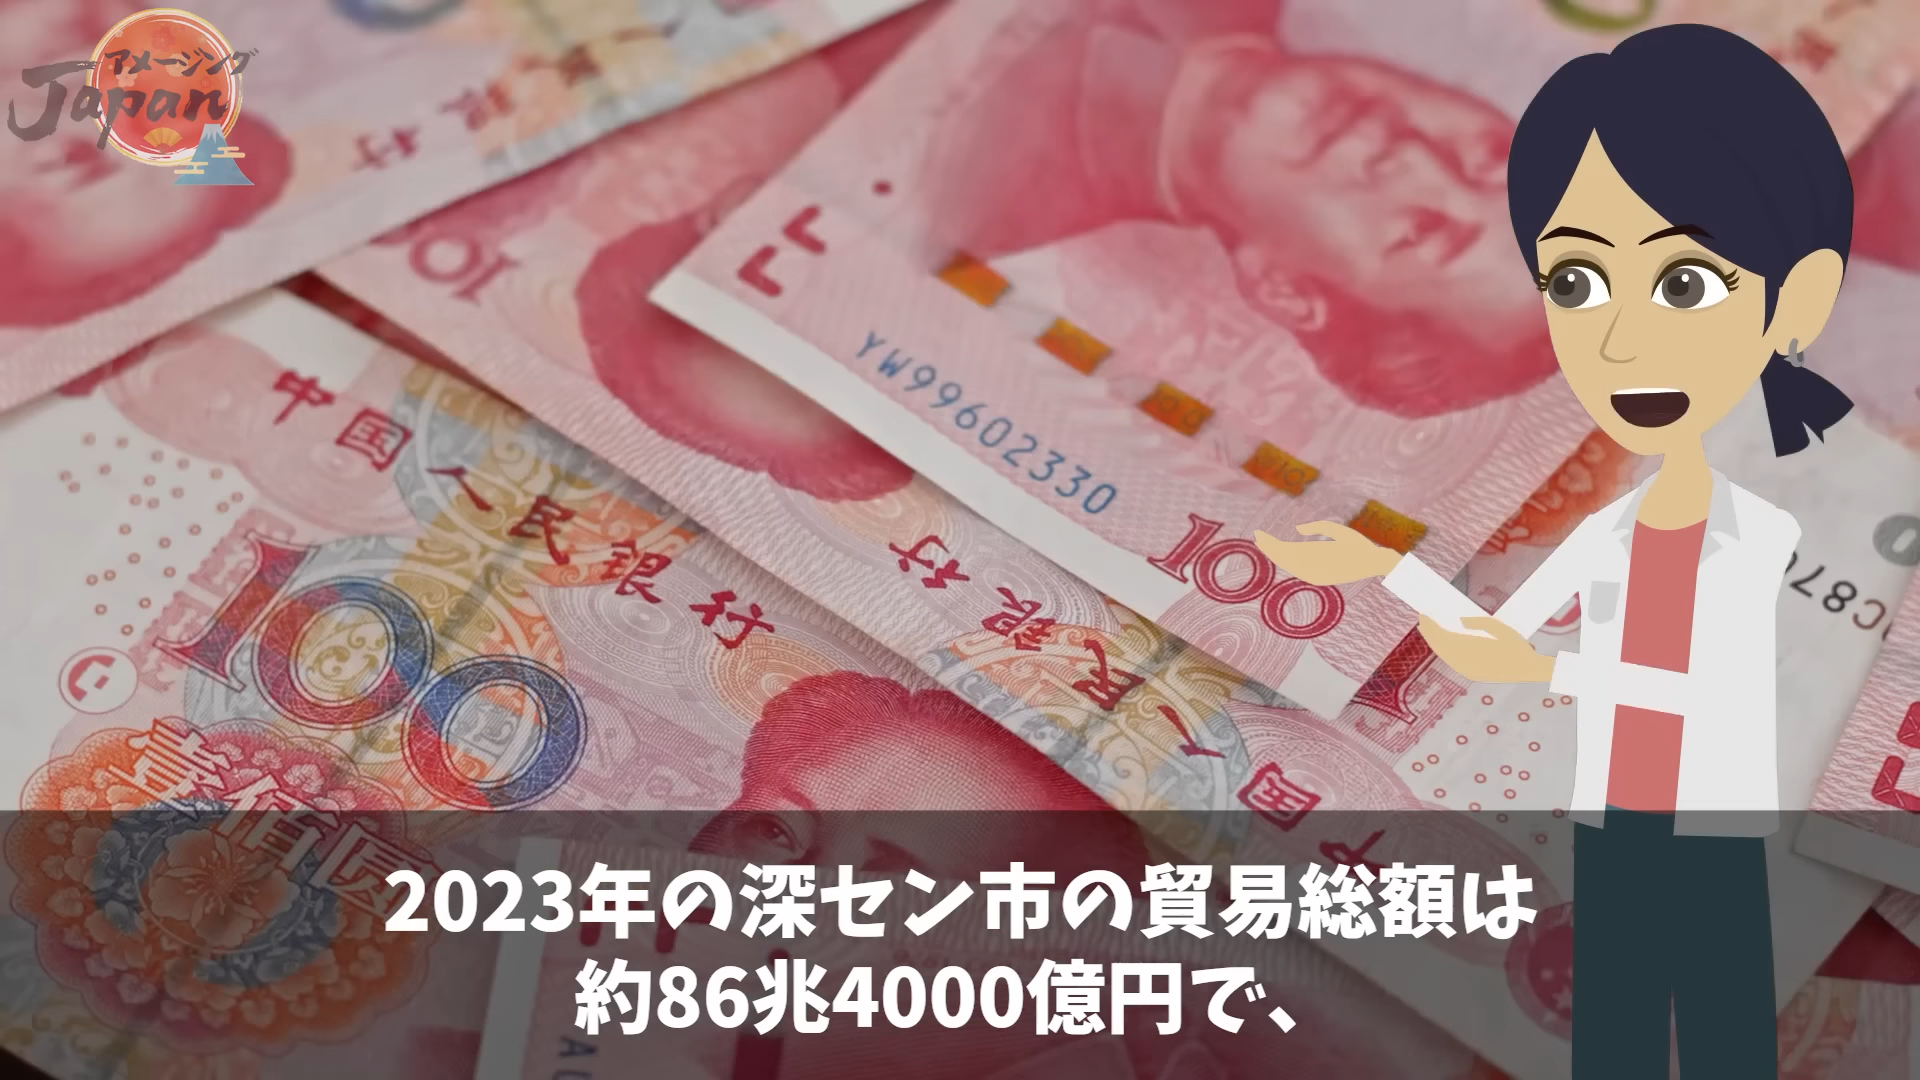 アメージング
Japan
中国人民银行
100
YW99602330
100
2023年の深セン市の貿易総額は
約86兆4000億円で、